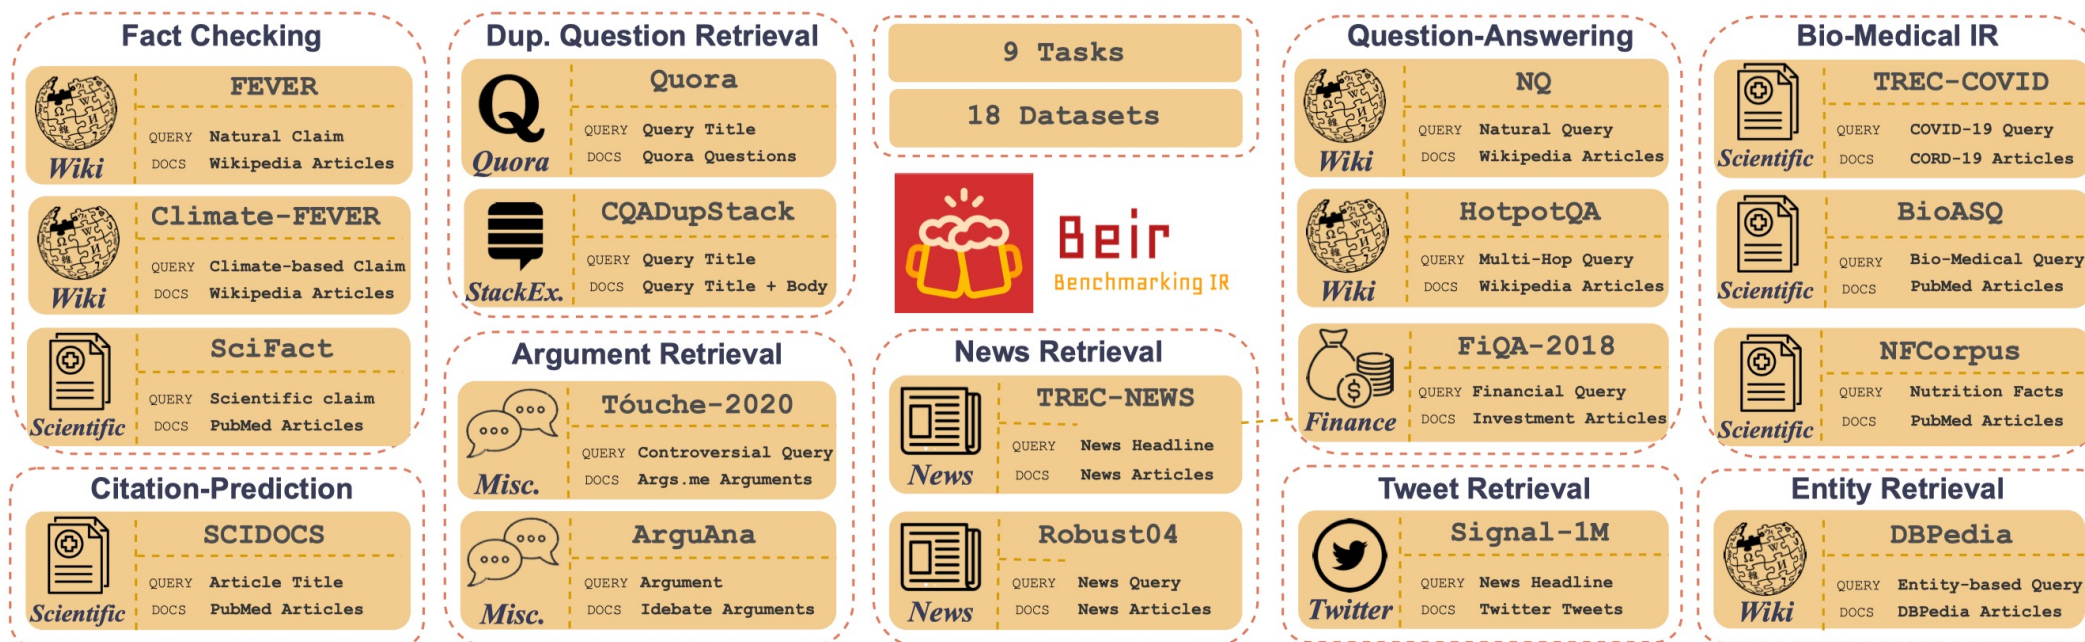 Fact Checking
FEVER
QUERY Natural Claim
DOCS Wikipedia Articles
Wiki
Climate-FEVER
QUERY Climate-based Claim
DOCS Wikipedia Articles
Wiki
SciFact
QUERY Scientific claim
DOCS PubMed Articles
Scientific
Citation-Prediction
SCIDOCS
QUERY Article Title
DOCS PubMed Articles
Scientific
Dup. Question Retrieval
Q
Quora
QUERY Query Title
DOCS Quora Questions
Quora
CQADupStack
QUERY Query Title
DOCS Query Title + Body
StackEx.
Argument Retrieval
Tóuche-2020
QUERY Controversial Query
DOCS Args.me Arguments
Misc.
ArguAna
QUERY Argument
DOCS Idebate Arguments
Misc.
9 Tasks
18 Datasets
Beir
Benchmarking IR
News Retrieval
TREC-NEWS
QUERY News Headline
DOCS News Articles
News
Robust04
QUERY News Query
DOCS News Articles
News
Question-Answering
NQ
QUERY Natural Query
DOCS Wikipedia Articles
Wiki
HotpotQA
QUERY Multi-Hop Query
DOCS Wikipedia Articles
Wiki
FiQA-2018
QUERY Financial Query
DOCS Investment Articles
Finance
Tweet Retrieval
Signal-1M
QUERY News Headline
DOCS Twitter Tweets
Twitter
Bio-Medical IR
TREC-COVID
QUERY COVID-19 Query
DOCS CORD-19 Articles
Scientific
BioASQ
QUERY Bio-Medical Query
DOCS PubMed Articles
Scientific
NFCorpus
QUERY Nutrition Facts
DOCS PubMed Articles
Scientific
Entity Retrieval
DBPedia
QUERY Entity-based Query
DOCS DBPedia Articles
Wiki